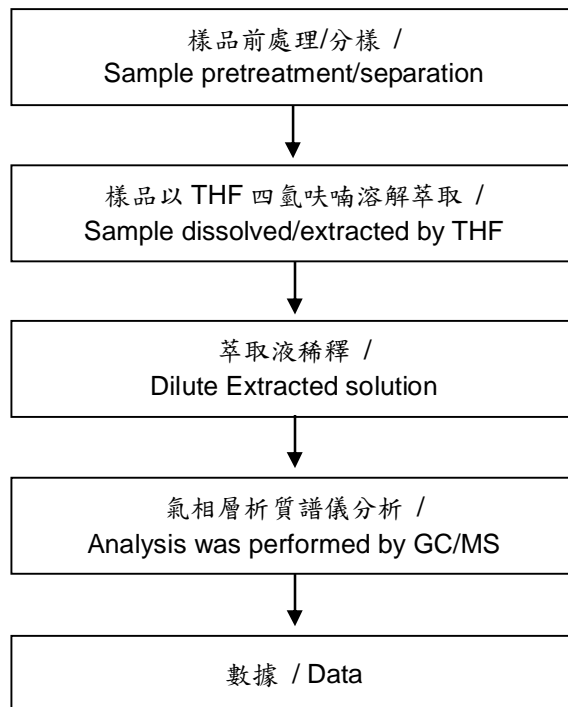 樣品前處理/分樣 /
Sample pretreatment/separation
樣品以 THF 四氫呋喃溶解萃取 /
Sample dissolved/extracted by THF
萃取液稀釋 /
Dilute Extracted solution
氣相層析質譜儀分析 /
Analysis was performed by GC/MS
數據 / Data